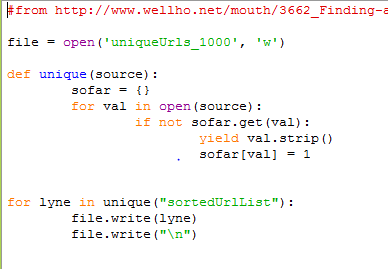 #from http://www.wellho.net/mouth/3662_Finding-a
file = open('uniqueUrls_1000', 'w')
def unique(source):
sofar = {}
for val in open(source):
if not sofar.get(val):
yield val.strip()
sofar[val] = 1
for lyne in unique("sortedUrlList"):
file.write(lyne)
file.write("\n")